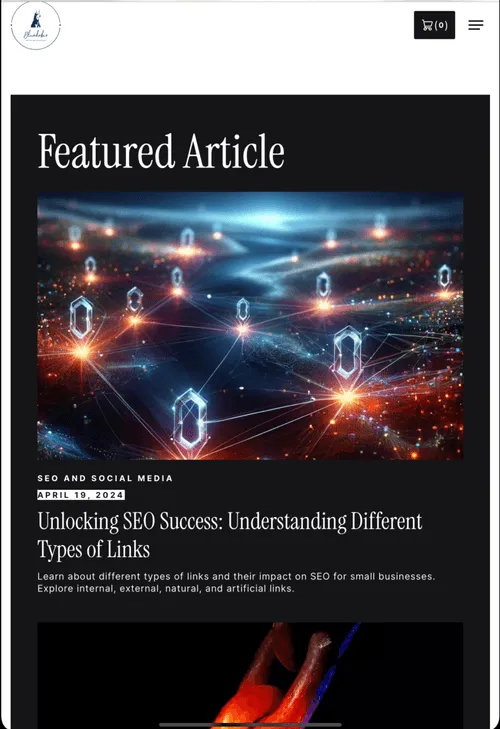 (0)
Featured Article
SEO AND SOCIAL MEDIA
APRIL 19, 2024
Unlocking SEO Success: Understanding Different
Types of Links
Learn about different types of links and their impact on SEO for small businesses.
Explore internal, external, natural, and artificial links.